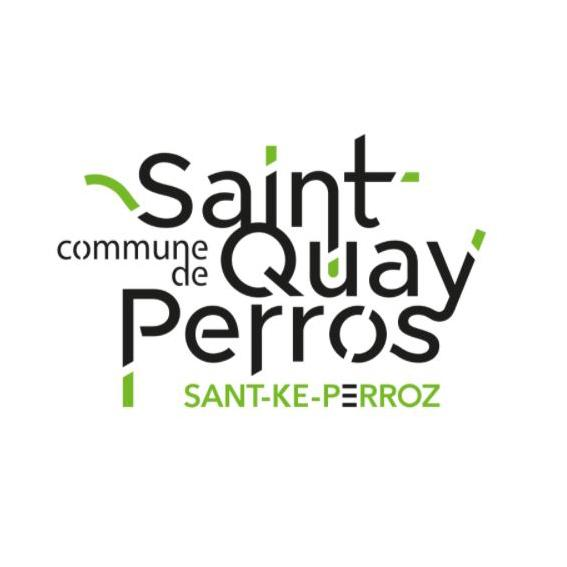 Saint-
commune de Quay
Perros
SANT-KE-PERROZ